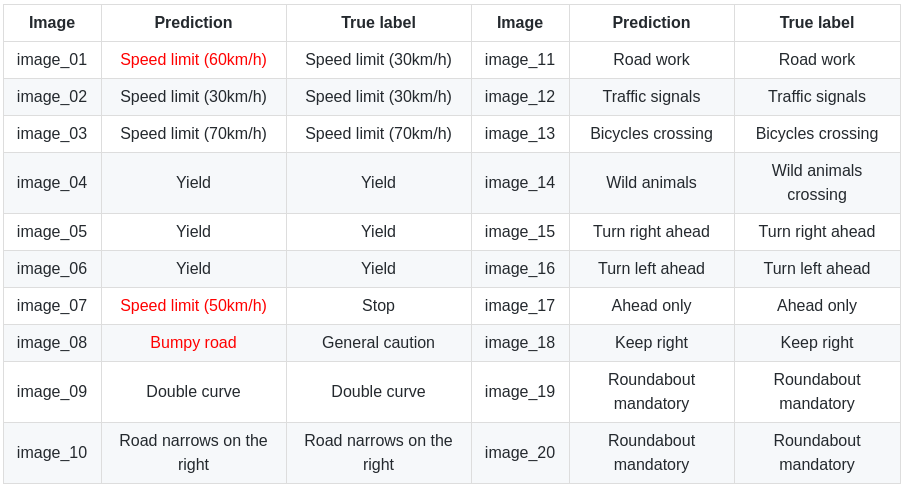 Image Prediction True label Image Prediction True label
image_01 Speed limit (60km/h) Speed limit (30km/h) image_11 Road work Road work
image_02 Speed limit (30km/h) Speed limit (30km/h) image_12 Traffic signals Traffic signals
image_03 Speed limit (70km/h) Speed limit (70km/h) image_13 Bicycles crossing Bicycles crossing
image_04 Yield Yield image_14 Wild animals Wild animals
crossing
image_05 Yield Yield image_15 Turn right ahead Turn right ahead
image_06 Yield Yield image_16 Turn left ahead Turn left ahead
image_07 Speed limit (50km/h) Stop image_17 Ahead only Ahead only
image_08 Bumpy road General caution image_18 Keep right Keep right
image_09 Double curve Double curve image_19 Roundabout Roundabout
mandatory mandatory
image_10 Road narrows on the Road narrows on the image_20 Roundabout Roundabout
right right mandatory mandatory